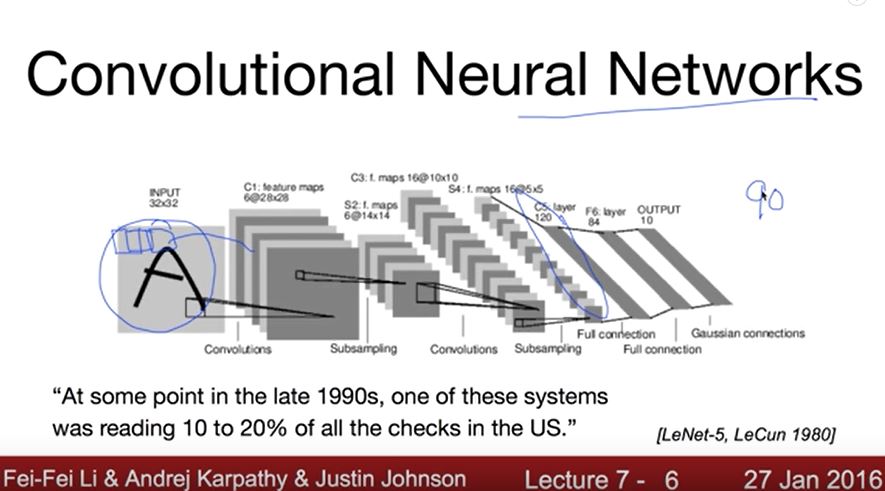 Convolutional Neural Networks
INPUT
32x32
C1: feature maps
6@28x28
S2: f. maps
6@14x14
C3: f. maps 16@10x10
S4: f. maps 16@5x5
C5: layer
120
F6: layer
84
OUTPUT
10
90
Convolutions
Subsampling
Convolutions
Subsampling
Full connection
Full connection
Gaussian connections
“At some point in the late 1990s, one of these systems
was reading 10 to 20% of all the checks in the US.”
[LeNet-5, LeCun 1980]
A
Fei-Fei Li & Andrej Karpathy & Justin Johnson
Lecture 7 - 6
27 Jan 2016